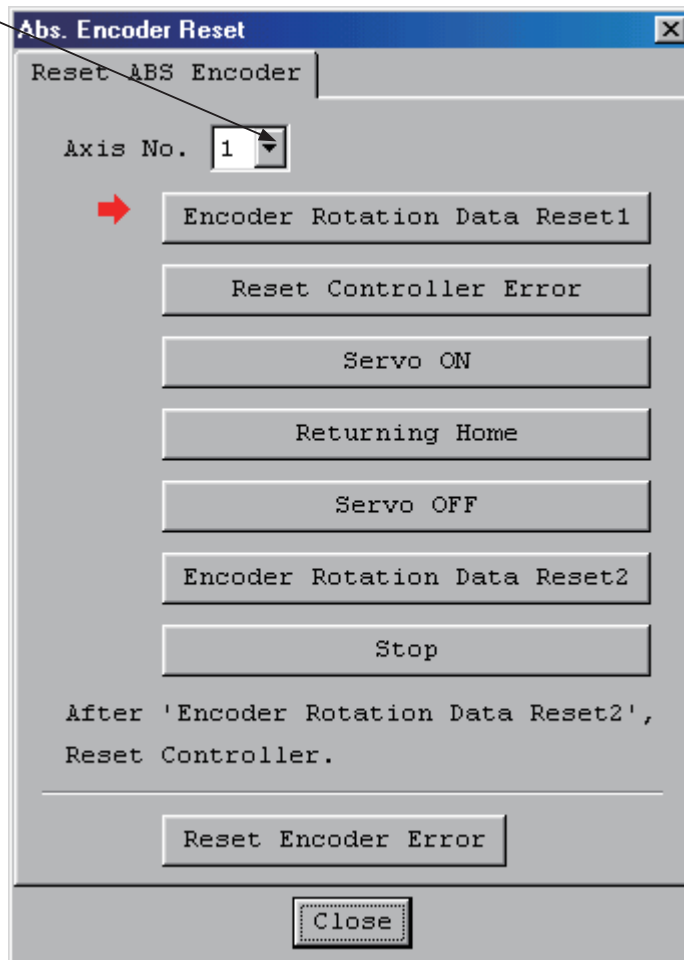 Abs. Encoder Reset
Reset ABS Encoder
Axis No. 1
Encoder Rotation Data Reset1
Reset Controller Error
Servo ON
Returning Home
Servo OFF
Encoder Rotation Data Reset2
Stop
After 'Encoder Rotation Data Reset2',
Reset Controller.
Reset Encoder Error
Close